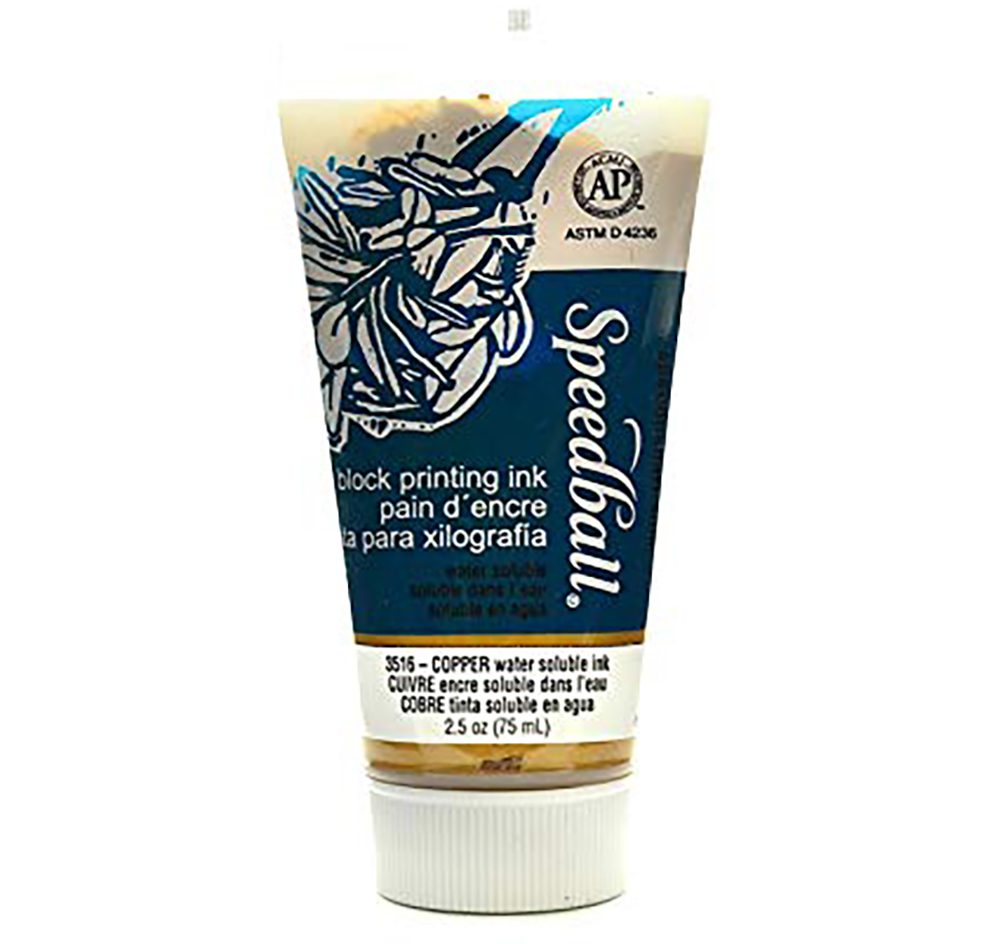 ACMI
AP
ASTM D 4236
Speedball®
block printing ink
pain d´encre
ta para xilografía
water soluble
soluble dans l'eau
soluble en agua
3516 – COPPER water soluble ink
CUIVRE encre soluble dans l'eau
COBRE tinta soluble en agua
2.5 oz (75 mL)